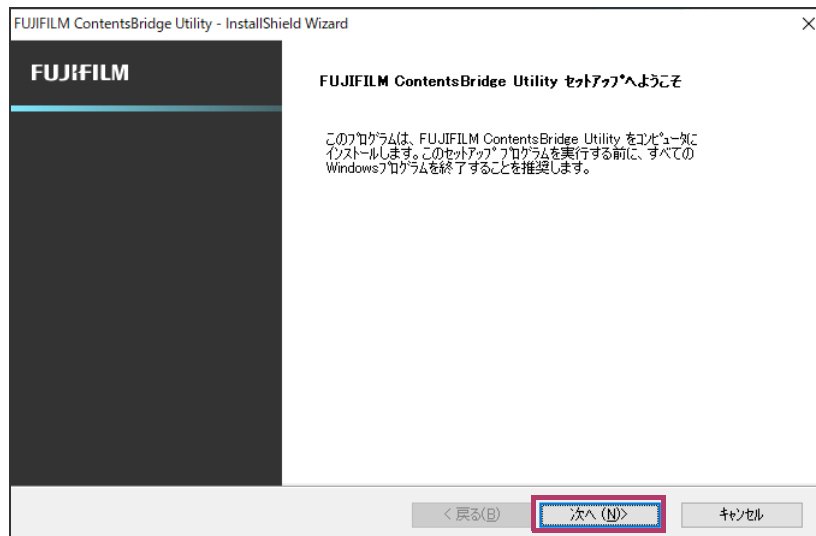 FUJIFILM ContentsBridge Utility - InstallShield Wizard
FUJIFILM
FUJIFILM ContentsBridge Utility セットアップへようこそ
このプログラムは、FUJIFILM ContentsBridge Utility をコンピュータに
インストールします。このセットアップ プログラムを実行する前に、すべての
Windowsプログラムを終了することを推奨します。
< 戻る(B)
次へ (N)>
キャンセル